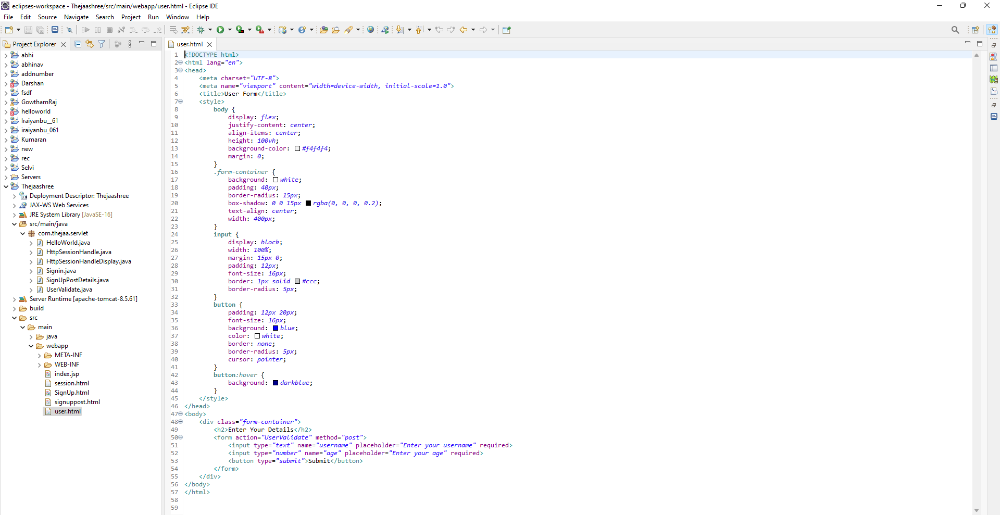 eclipses-workspace - Thejaashree/src/main/webapp/user.html - Eclipse IDE
File Edit Source Navigate Search Project Run Window Help
Project Explorer
abhi
abhinav
addnumber
Darshan
fsdf
GowthamRaj
helloworld
Iraiyanbu__61
iraiyanbu_061
Kumaran
new
rec
Selvi
Servers
Thejaashree
Deployment Descriptor: Thejaashree
JAX-WS Web Services
JRE System Library [JavaSE-16]
src/main/java
com.thejaa.servlet
HelloWorld.java
HttpSessionHandle.java
HttpSessionHandleDisplay.java
Signin.java
SignUpPostDetails.java
UserValidate.java
Server Runtime [apache-tomcat-8.5.61]
build
src
main
java
webapp
META-INF
WEB-INF
index.jsp
session.html
SignUp.html
signuppost.html
user.html
user.html
1 <!DOCTYPE html>
2 <html lang="en">
3 <head>
4     <meta charset="UTF-8">
5     <meta name="viewport" content="width=device-width, initial-scale=1.0">
6     <title>User Form</title>
7     <style>
8         body {
9             display: flex;
10             justify-content: center;
11             align-items: center;
12             height: 100vh;
13             background-color: #f4f4f4;
14             margin: 0;
15         }
16         .form-container {
17             background: white;
18             padding: 40px;
19             border-radius: 15px;
20             box-shadow: 0 0 15px rgba(0, 0, 0, 0.2);
21             text-align: center;
22             width: 400px;
23         }
24         input {
25             display: block;
26             width: 100%;
27             margin: 15px 0;
28             padding: 12px;
29             font-size: 16px;
30             border: 1px solid #ccc;
31             border-radius: 5px;
32         }
33         button {
34             padding: 12px 20px;
35             font-size: 16px;
36             background: blue;
37             color: white;
38             border: none;
39             border-radius: 5px;
40             cursor: pointer;
41         }
42         button:hover {
43             background: darkblue;
44         }
45     </style>
46 </head>
47 <body>
48     <div class="form-container">
49         <h2>Enter Your Details</h2>
50         <form action="UserValidate" method="post">
51             <input type="text" name="username" placeholder="Enter your username" required>
52             <input type="number" name="age" placeholder="Enter your age" required>
53             <button type="submit">Submit</button>
54         </form>
55     </div>
56 </body>
57 </html>
58
59